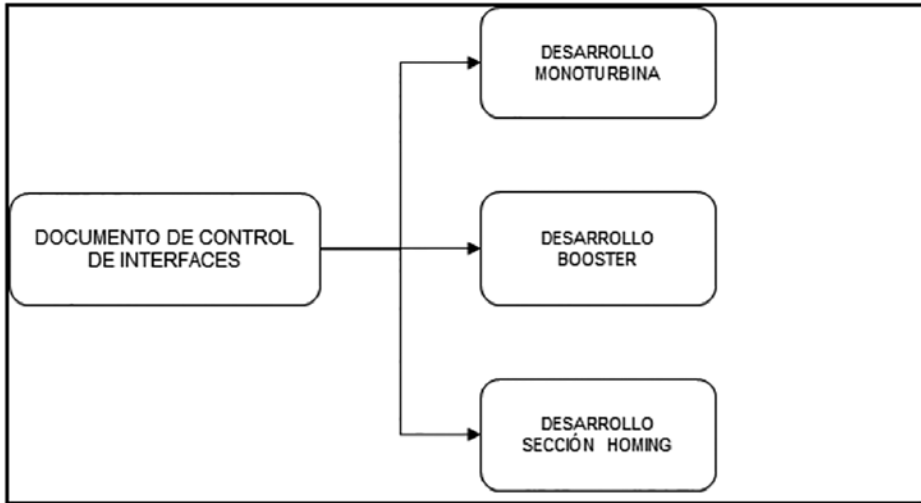 DESARROLLO
MONOTURBINA
DOCUMENTO DE CONTROL
DE INTERFACES
DESARROLLO
BOOSTER
DESARROLLO
SECCIÓN HOMING